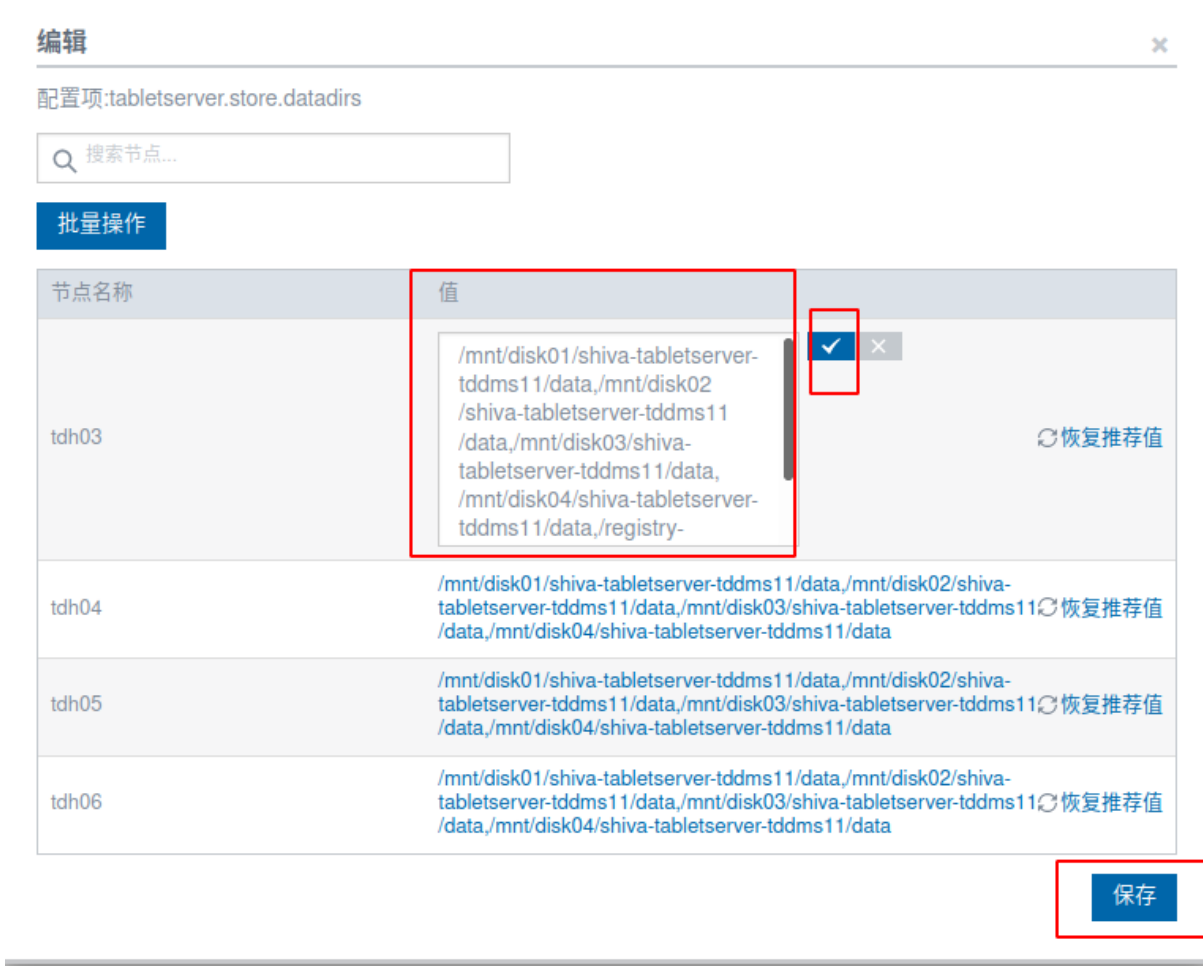 编辑
配置项:tabletserver.store.datadirs
搜索节点...
批量操作
节点名称 值
tdh03
/mnt/disk01/shiva-tabletserver-
tddms11/data,/mnt/disk02
/shiva-tabletserver-tddms11
/data,/mnt/disk03/shiva-
tabletserver-tddms11/data,
/mnt/disk04/shiva-tabletserver-
tddms11/data,/registry-
恢复推荐值
tdh04
/mnt/disk01/shiva-tabletserver-tddms11/data,/mnt/disk02/shiva-
tabletserver-tddms11/data,/mnt/disk03/shiva-tabletserver-tddms11
/data,/mnt/disk04/shiva-tabletserver-tddms11/data
恢复推荐值
tdh05
/mnt/disk01/shiva-tabletserver-tddms11/data,/mnt/disk02/shiva-
tabletserver-tddms11/data,/mnt/disk03/shiva-tabletserver-tddms11
/data,/mnt/disk04/shiva-tabletserver-tddms11/data
恢复推荐值
tdh06
/mnt/disk01/shiva-tabletserver-tddms11/data,/mnt/disk02/shiva-
tabletserver-tddms11/data,/mnt/disk03/shiva-tabletserver-tddms11
/data,/mnt/disk04/shiva-tabletserver-tddms11/data
恢复推荐值
保存